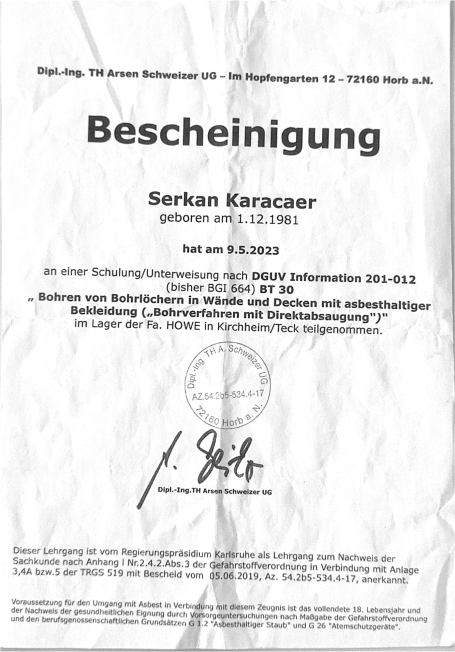 Dipl.-Ing. TH Arsen Schweizer UG – Im Hopfengarten 12 – 72160 Horb a.N.
Bescheinigung
Serkan Karacaer
geboren am 1.12.1981
hat am 9.5.2023
an einer Schulung/Unterweisung nach DGUV Information 201-012
(bisher BGI 664) BT 30
„ Bohren von Bohrlöchern in Wände und Decken mit asbesthaltiger
Bekleidung („Bohrverfahren mit Direktabsaugung")"
im Lager der Fa. HOWE in Kirchheim/Teck teilgenommen.
Dipl.-Ing. TH A. Schweizer UG
AZ.54.2b5-534.4-17
72160 Horb a. N.
Dipl.-Ing.TH Arsen Schweizer UG
Dieser Lehrgang ist vom Regierungspräsidium Karlsruhe als Lehrgang zum Nachweis der
Sachkunde nach Anhang I Nr.2.4.2.Abs.3 der Gefahrstoffverordnung in Verbindung mit Anlage
3,4A bzw.5 der TRGS 519 mit Bescheid vom 05.06.2019, Az. 54.2b5-534.4-17, anerkannt.
Voraussetzung für den Umgang mit Asbest in Verbindung mit diesem Zeugnis ist das vollendete 18. Lebensjahr und
der Nachweis der gesundheitlichen Eignung durch Vorsorgeuntersuchungen nach Maßgabe der Gefahrstoffverordnung
und den berufsgenossenschaftlichen Grundsätzen G 1.2 "Asbesthaltiger Staub" und G 26 "Atemschutzgeräte".